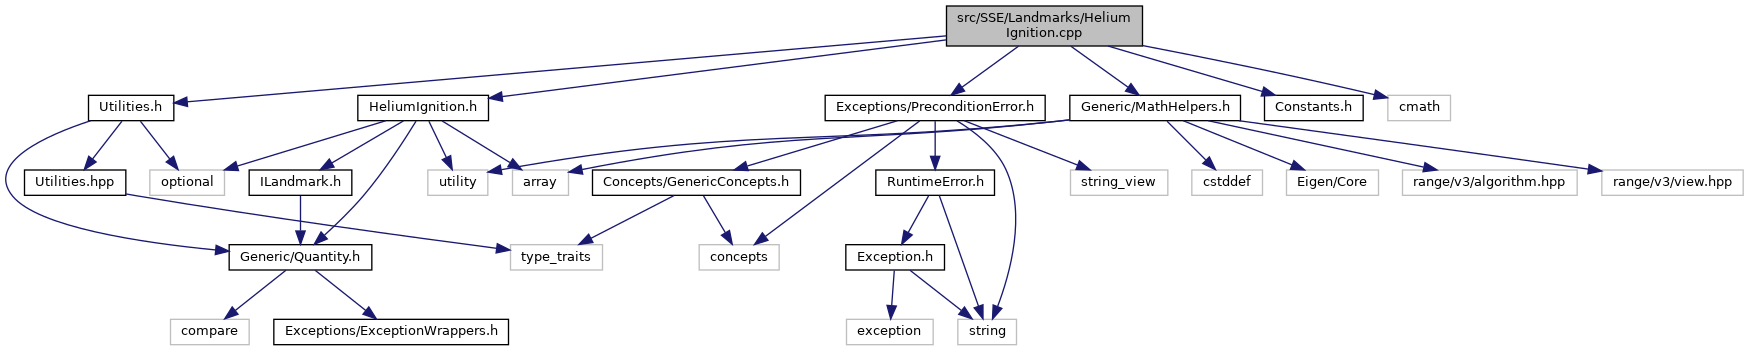 src/SSE/Landmarks/Helium
Ignition.cpp
Utilities.h
HeliumIgnition.h
Exceptions/PreconditionError.h
Generic/MathHelpers.h
Constants.h
cmath
Utilities.hpp
optional
ILandmark.h
utility
array
Concepts/GenericConcepts.h
RuntimeError.h
string_view
cstddef
Eigen/Core
range/v3/algorithm.hpp
range/v3/view.hpp
Generic/Quantity.h
type_traits
concepts
Exception.h
compare
Exceptions/ExceptionWrappers.h
exception
string